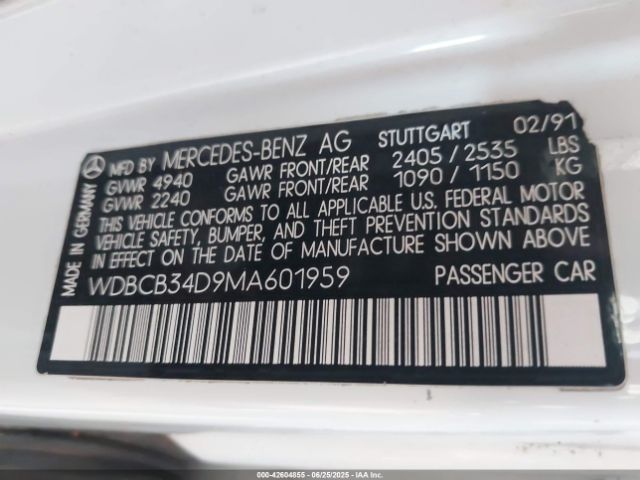 MADE IN GERMANY
MFD BY MERCEDES-BENZ AG STUTTGART 02/91
GVWR 4940 GAWR FRONT/REAR 2405 / 2535 LBS
GVWR 2240 GAWR FRONT/REAR 1090 / 1150 KG
THIS VEHICLE CONFORMS TO ALL APPLICABLE U.S. FEDERAL MOTOR
VEHICLE SAFETY, BUMPER, AND THEFT PREVENTION STANDARDS
IN EFFECT ON THE DATE OF MANUFACTURE SHOWN ABOVE.
WDBCB34D9MA601959 PASSENGER CAR
000-42604855 - 06/25/2025 - IAAI.COM